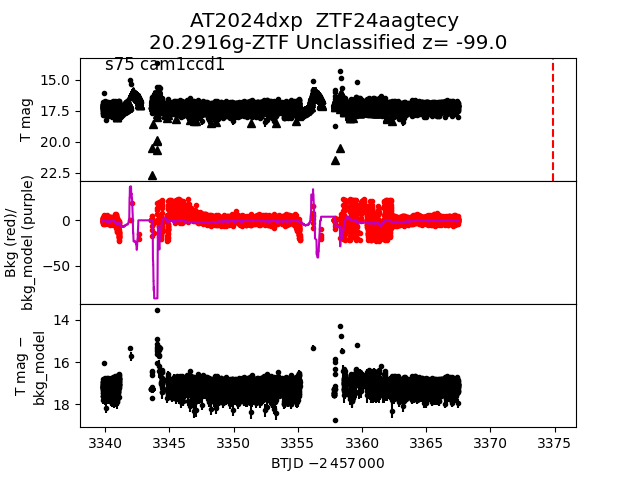 AT2024dxp ZTF24aagtecy
20.2916g-ZTF Unclassified z= -99.0
s75 cam1ccd1
15.0
17.5
20.0
22.5
T mag
0
−50
Bkg (red)/
bkg_model (purple)
14
16
18
T mag −
bkg_model
3340 3345 3350 3355 3360 3365 3370 3375
BTJD −2 457 000